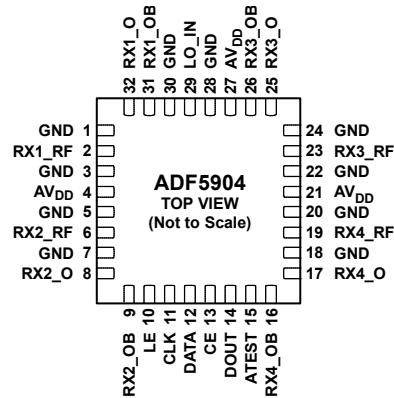 32 RX1_O
31 RX1_OB
30 GND
29 LO_IN
28 GND
27 AVDD
26 RX3_OB
25 RX3_O
GND 1
RX1_RF 2
GND 3
AVDD 4
GND 5
RX2_RF 6
GND 7
RX2_O 8
ADF5904
TOP VIEW
(Not to Scale)
24 GND
23 RX3_RF
22 GND
21 AVDD
20 GND
19 RX4_RF
18 GND
17 RX4_O
RX2_OB 9
LE 10
CLK 11
DATA 12
CE 13
DOUT 14
ATEST 15
RX4_OB 16